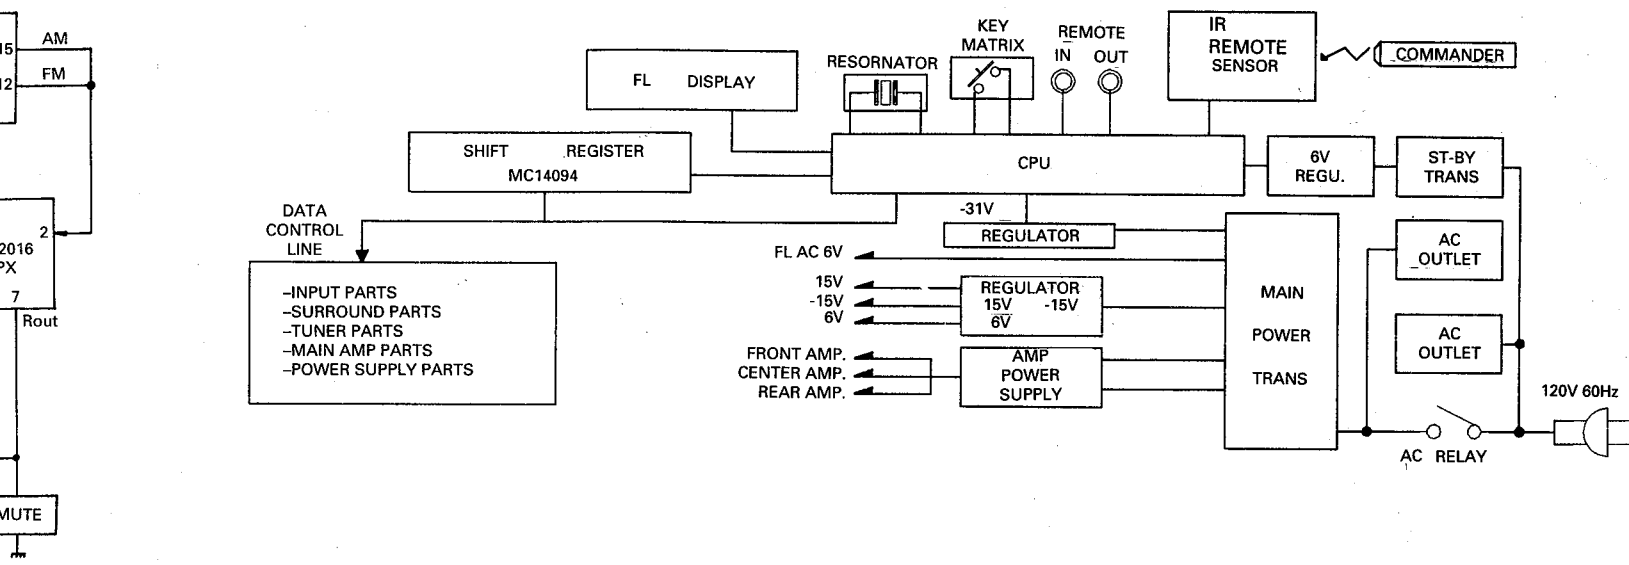 15
AM
12
FM
2
2016
PX
7
Rout
MUTE
FL DISPLAY
RESORNATOR
KEY
MATRIX
REMOTE
IN OUT
IR
REMOTE
SENSOR
COMMANDER
SHIFT REGISTER
MC14094
CPU
6V
REGU.
ST-BY
TRANS
DATA
CONTROL
LINE
-INPUT PARTS
-SURROUND PARTS
-TUNER PARTS
-MAIN AMP PARTS
-POWER SUPPLY PARTS
-31V
REGULATOR
FL AC 6V
15V
-15V
6V
REGULATOR
15V -15V
6V
FRONT AMP.
CENTER AMP.
REAR AMP.
AMP
POWER
SUPPLY
MAIN
POWER
TRANS
AC
OUTLET
AC
OUTLET
120V 60Hz
AC RELAY